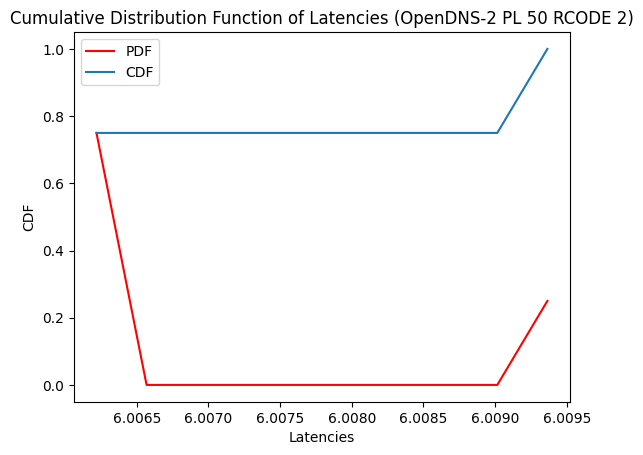 Cumulative Distribution Function of Latencies (OpenDNS-2 PL 50 RCODE 2)
PDF
CDF
1.0
0.8
0.6
0.4
0.2
0.0
CDF
6.0065 6.0070 6.0075 6.0080 6.0085 6.0090 6.0095
Latencies